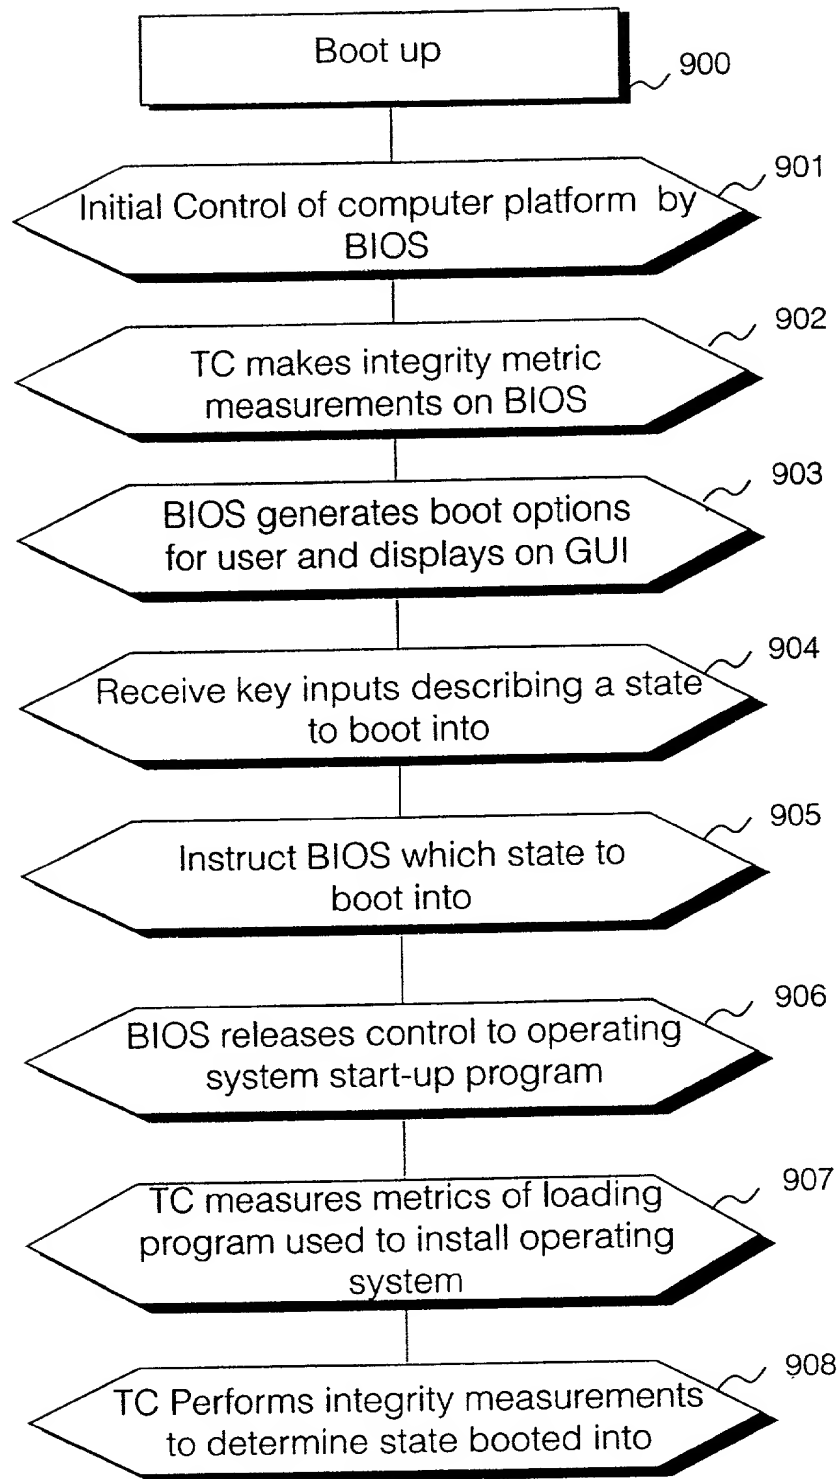 Boot up
900
901
Initial Control of computer platform by
BIOS
902
TC makes integrity metric
measurements on BIOS
903
BIOS generates boot options
for user and displays on GUI
904
Receive key inputs describing a state
to boot into
905
Instruct BIOS which state to
boot into
906
BIOS releases control to operating
system start-up program
907
TC measures metrics of loading
program used to install operating
system
908
TC Performs integrity measurements
to determine state booted into